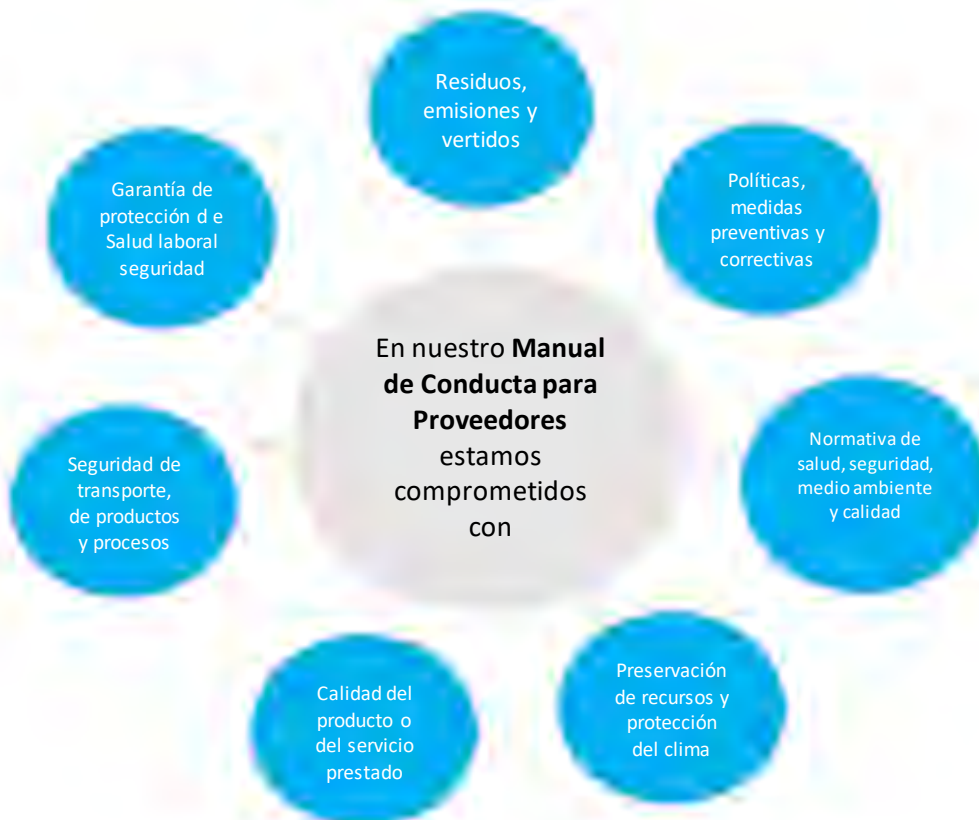 Residuos,
emisiones y
vertidos
Políticas,
medidas
preventivas y
correctivas
Normativa de
salud, seguridad,
medio ambiente
y calidad
Preservación
de recursos y
protección
del clima
Calidad del
producto o
del servicio
prestado
Seguridad de
transporte,
de productos
y procesos
Garantía de
protección d e
Salud laboral
seguridad
En nuestro Manual
de Conducta para
Proveedores
estamos
comprometidos
con